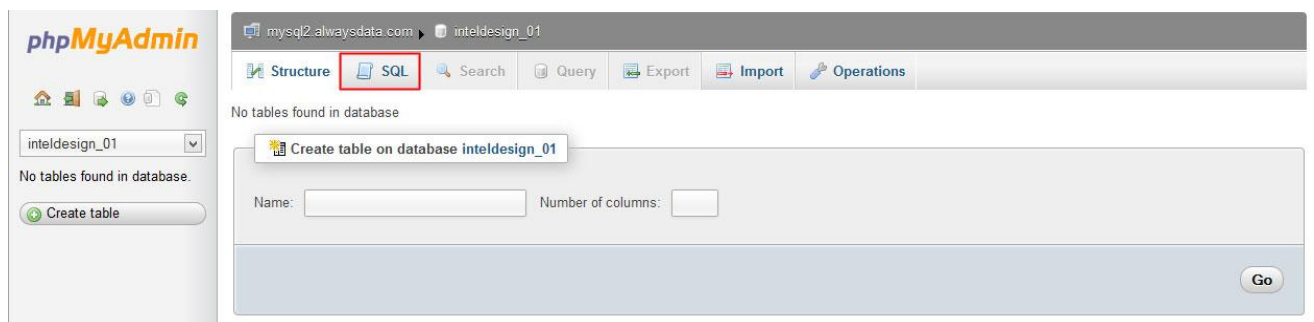 phpMyAdmin
inteldesign_01
No tables found in database.
Create table
mysql2.alwaysdata.com inteldesign_01
Structure SQL Search Query Export Import Operations
No tables found in database
Create table on database inteldesign_01
Name: Number of columns:
Go